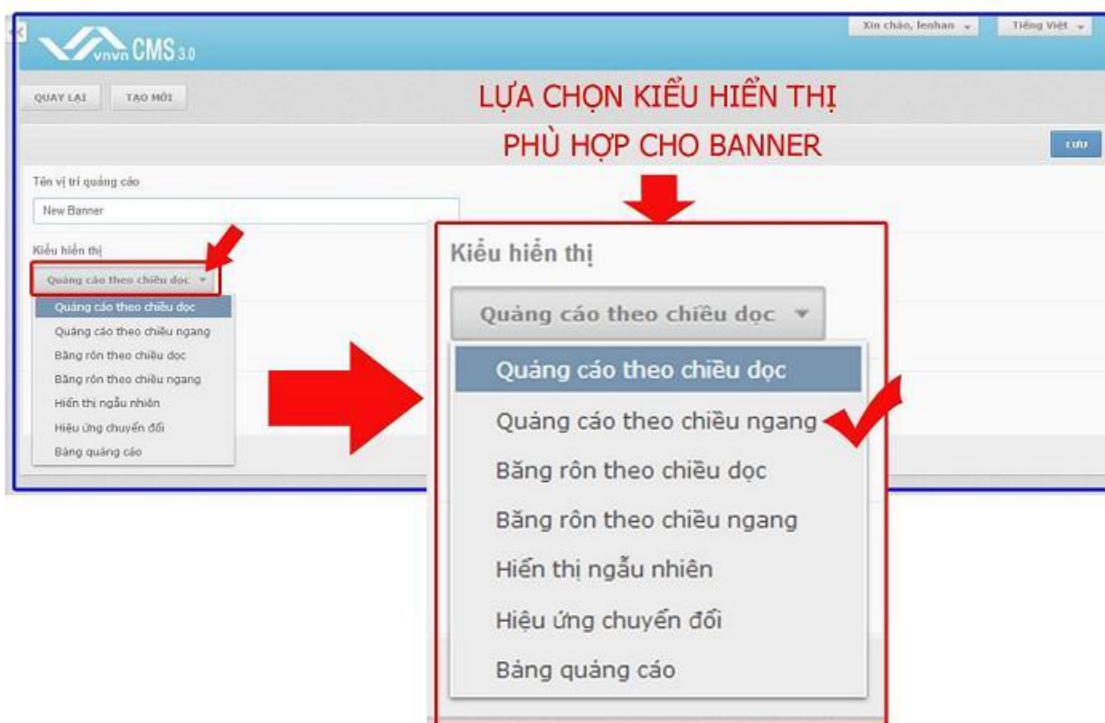 Xin chào, lenhan
Tiếng Việt
vnvn CMS 3.0
QUAY LẠI
TẠO MỚI
LỰA CHỌN KIỂU HIỂN THỊ
PHÙ HỢP CHO BANNER
LƯU
Tên vị trí quảng cáo
New Banner
Kiểu hiển thị
Quảng cáo theo chiều dọc
Quảng cáo theo chiều dọc
Quảng cáo theo chiều ngang
Băng rôn theo chiều dọc
Băng rôn theo chiều ngang
Hiển thị ngẫu nhiên
Hiệu ứng chuyển đổi
Bảng quảng cáo
Kiểu hiển thị
Quảng cáo theo chiều dọc
Quảng cáo theo chiều dọc
Quảng cáo theo chiều ngang
Băng rôn theo chiều dọc
Băng rôn theo chiều ngang
Hiển thị ngẫu nhiên
Hiệu ứng chuyển đổi
Bảng quảng cáo